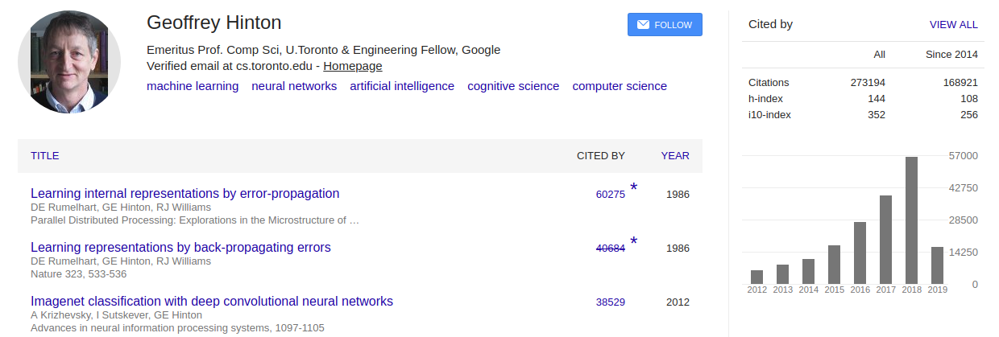 Geoffrey Hinton
FOLLOW
Emeritus Prof. Comp Sci, U.Toronto & Engineering Fellow, Google
Verified email at cs.toronto.edu - Homepage
machine learning neural networks artificial intelligence cognitive science computer science
TITLE CITED BY YEAR
Learning internal representations by error-propagation 60275 * 1986
DE Rumelhart, GE Hinton, RJ Williams
Parallel Distributed Processing: Explorations in the Microstructure of …
Learning representations by back-propagating errors 40684 * 1986
DE Rumelhart, GE Hinton, RJ Williams
Nature 323, 533-536
Imagenet classification with deep convolutional neural networks 38529 2012
A Krizhevsky, I Sutskever, GE Hinton
Advances in neural information processing systems, 1097-1105
Cited by VIEW ALL
All Since 2014
Citations 273194 168921
h-index 144 108
i10-index 352 256
57000
42750
28500
14250
0
2012 2013 2014 2015 2016 2017 2018 2019